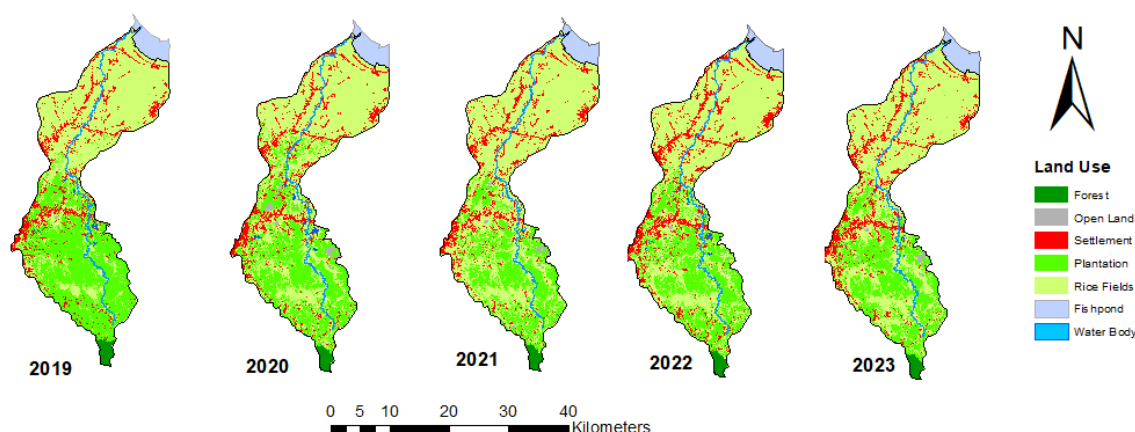 N
Land Use
Forest
Open Land
Settlement
Plantation
Rice Fields
Fishpond
Water Body
2019
2020
2021
2022
2023
0 5 10 20 30 40
Kilometers